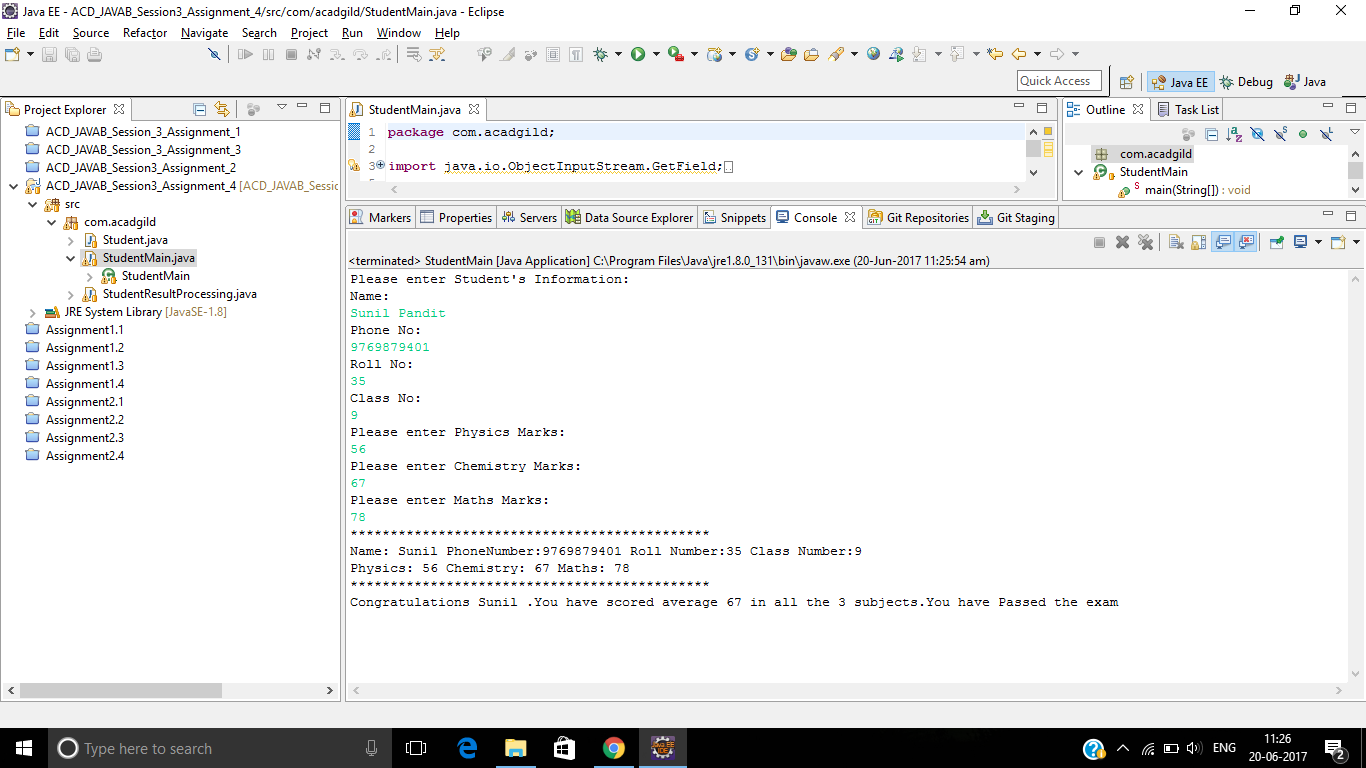 Java EE - ACD_JAVAB_Session3_Assignment_4/src/com/acadgild/StudentMain.java - Eclipse
File Edit Source Refactor Navigate Search Project Run Window Help
Quick Access
Java EE
Debug
Java
Project Explorer
ACD_JAVAB_Session_3_Assignment_1
ACD_JAVAB_Session_3_Assignment_3
ACD_JAVAB_Session3_Assignment_2
ACD_JAVAB_Session3_Assignment_4 [ACD_JAVAB_Sessic
src
com.acadgild
Student.java
StudentMain.java
StudentMain
StudentResultProcessing.java
JRE System Library [JavaSE-1.8]
Assignment1.1
Assignment1.2
Assignment1.3
Assignment1.4
Assignment2.1
Assignment2.2
Assignment2.3
Assignment2.4
StudentMain.java
1 package com.acadgild;
2
3 import java.io.ObjectInputStream.GetField;
Outline Task List
com.acadgild
StudentMain
main(String[]) : void
Markers Properties Servers Data Source Explorer Snippets Console Git Repositories Git Staging
<terminated> StudentMain [Java Application] C:\Program Files\Java\jre1.8.0_131\bin\javaw.exe (20-Jun-2017 11:25:54 am)
Please enter Student's Information:
Name:
Sunil Pandit
Phone No:
9769879401
Roll No:
35
Class No:
9
Please enter Physics Marks:
56
Please enter Chemistry Marks:
67
Please enter Maths Marks:
78
*********************************************
Name: Sunil PhoneNumber:9769879401 Roll Number:35 Class Number:9
Physics: 56 Chemistry: 67 Maths: 78
*********************************************
Congratulations Sunil .You have scored average 67 in all the 3 subjects.You have Passed the exam
Type here to search
ENG
11:26
20-06-2017
2